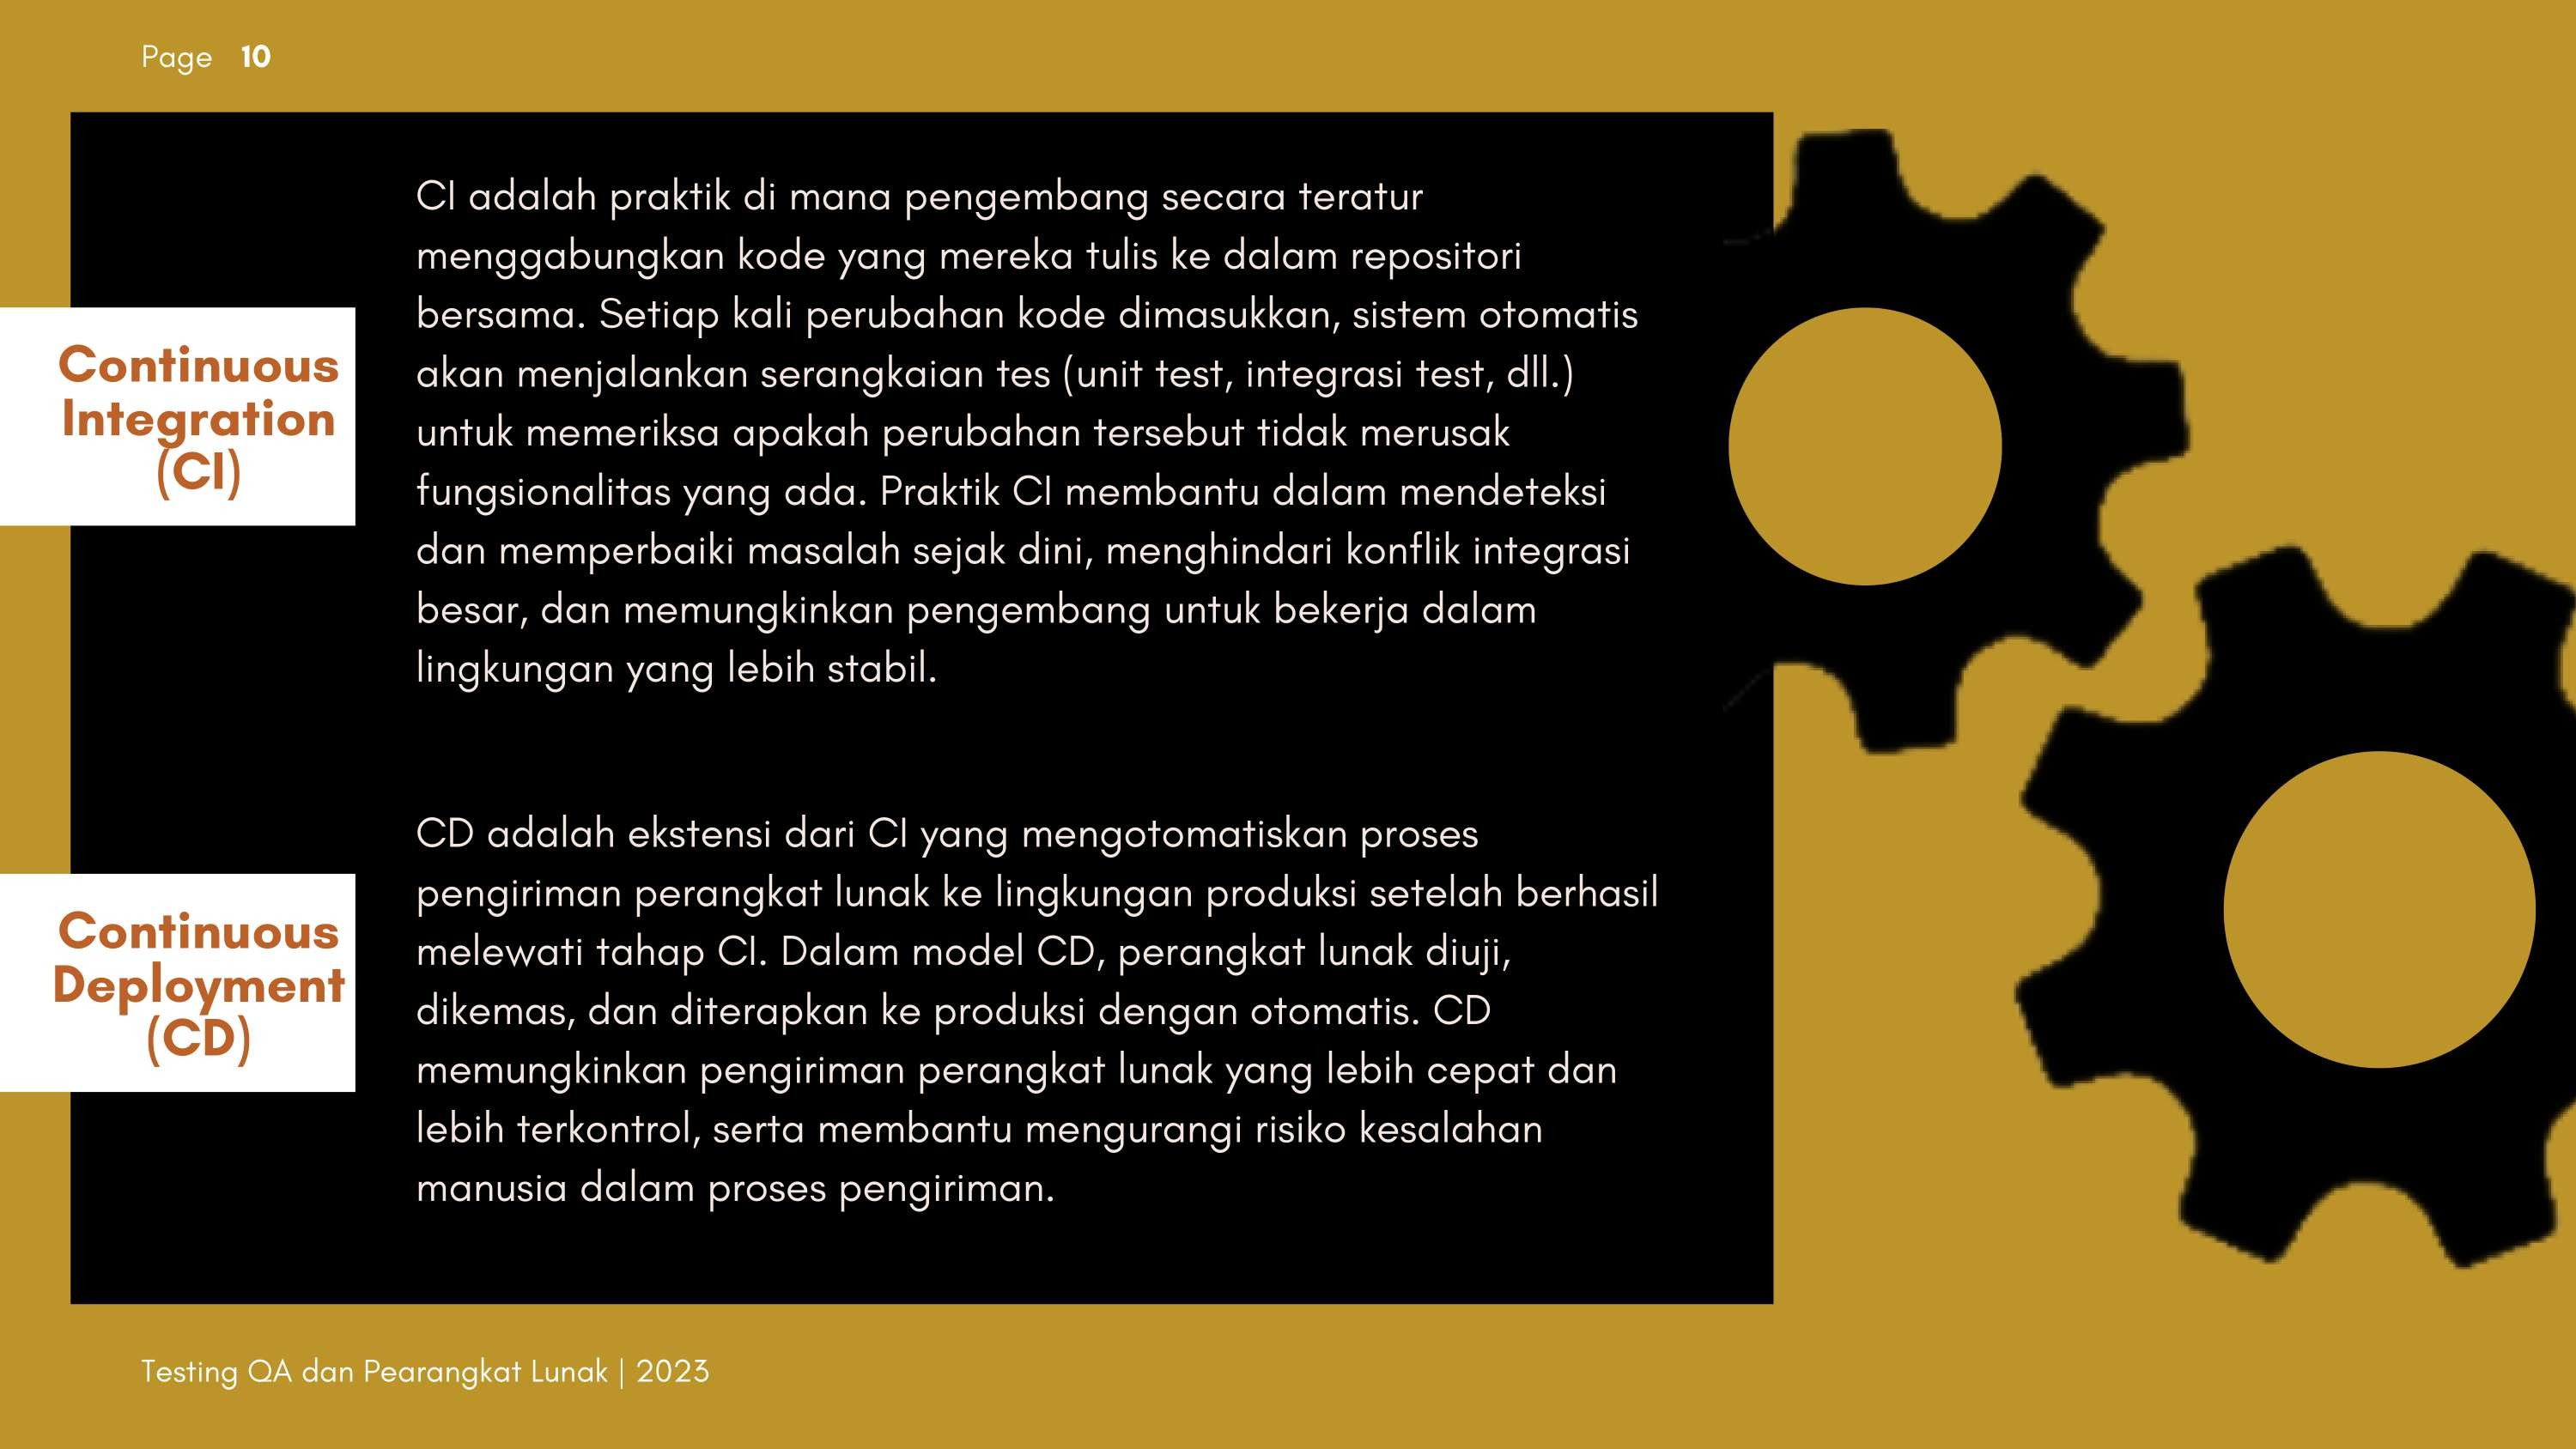 Page 10
CI adalah praktik di mana pengembang secara teratur
menggabungkan kode yang mereka tulis ke dalam repositori
bersama. Setiap kali perubahan kode dimasukkan, sistem otomatis
akan menjalankan serangkaian tes (unit test, integrasi test, dll.)
untuk memeriksa apakah perubahan tersebut tidak merusak
fungsionalitas yang ada. Praktik CI membantu dalam mendeteksi
dan memperbaiki masalah sejak dini, menghindari konflik integrasi
besar, dan memungkinkan pengembang untuk bekerja dalam
lingkungan yang lebih stabil.
Continuous
Integration
(CI)
CD adalah ekstensi dari CI yang mengotomatiskan proses
pengiriman perangkat lunak ke lingkungan produksi setelah berhasil
melewati tahap CI. Dalam model CD, perangkat lunak diuji,
dikemas, dan diterapkan ke produksi dengan otomatis. CD
memungkinkan pengiriman perangkat lunak yang lebih cepat dan
lebih terkontrol, serta membantu mengurangi risiko kesalahan
manusia dalam proses pengiriman.
Continuous
Deployment
(CD)
Testing QA dan Pearangkat Lunak | 2023